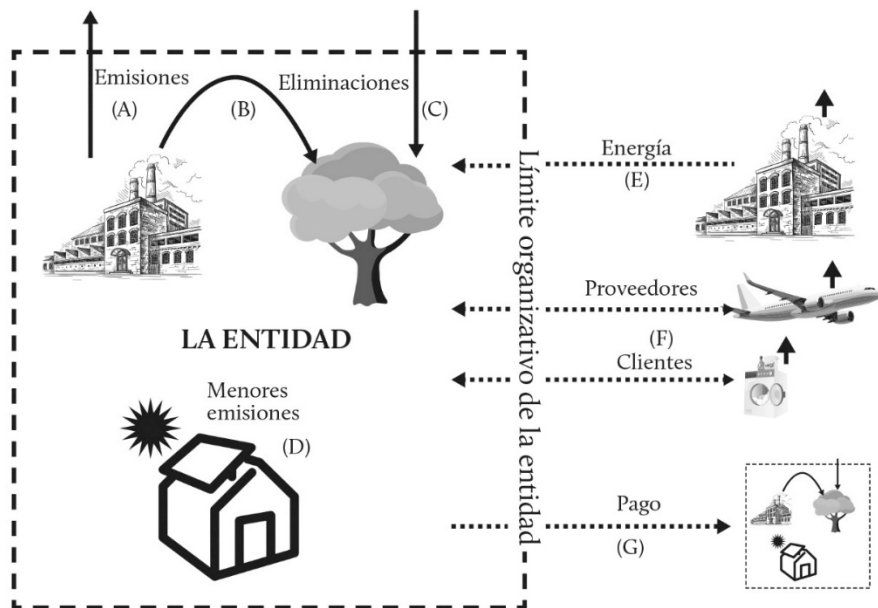 Emisiones
(A)
(B)
Eliminaciones
(C)
LA ENTIDAD
Menores
emisiones
(D)
Límite organizativo de la entidad
Energía
(E)
Proveedores
(F)
Clientes
Pago
(G)